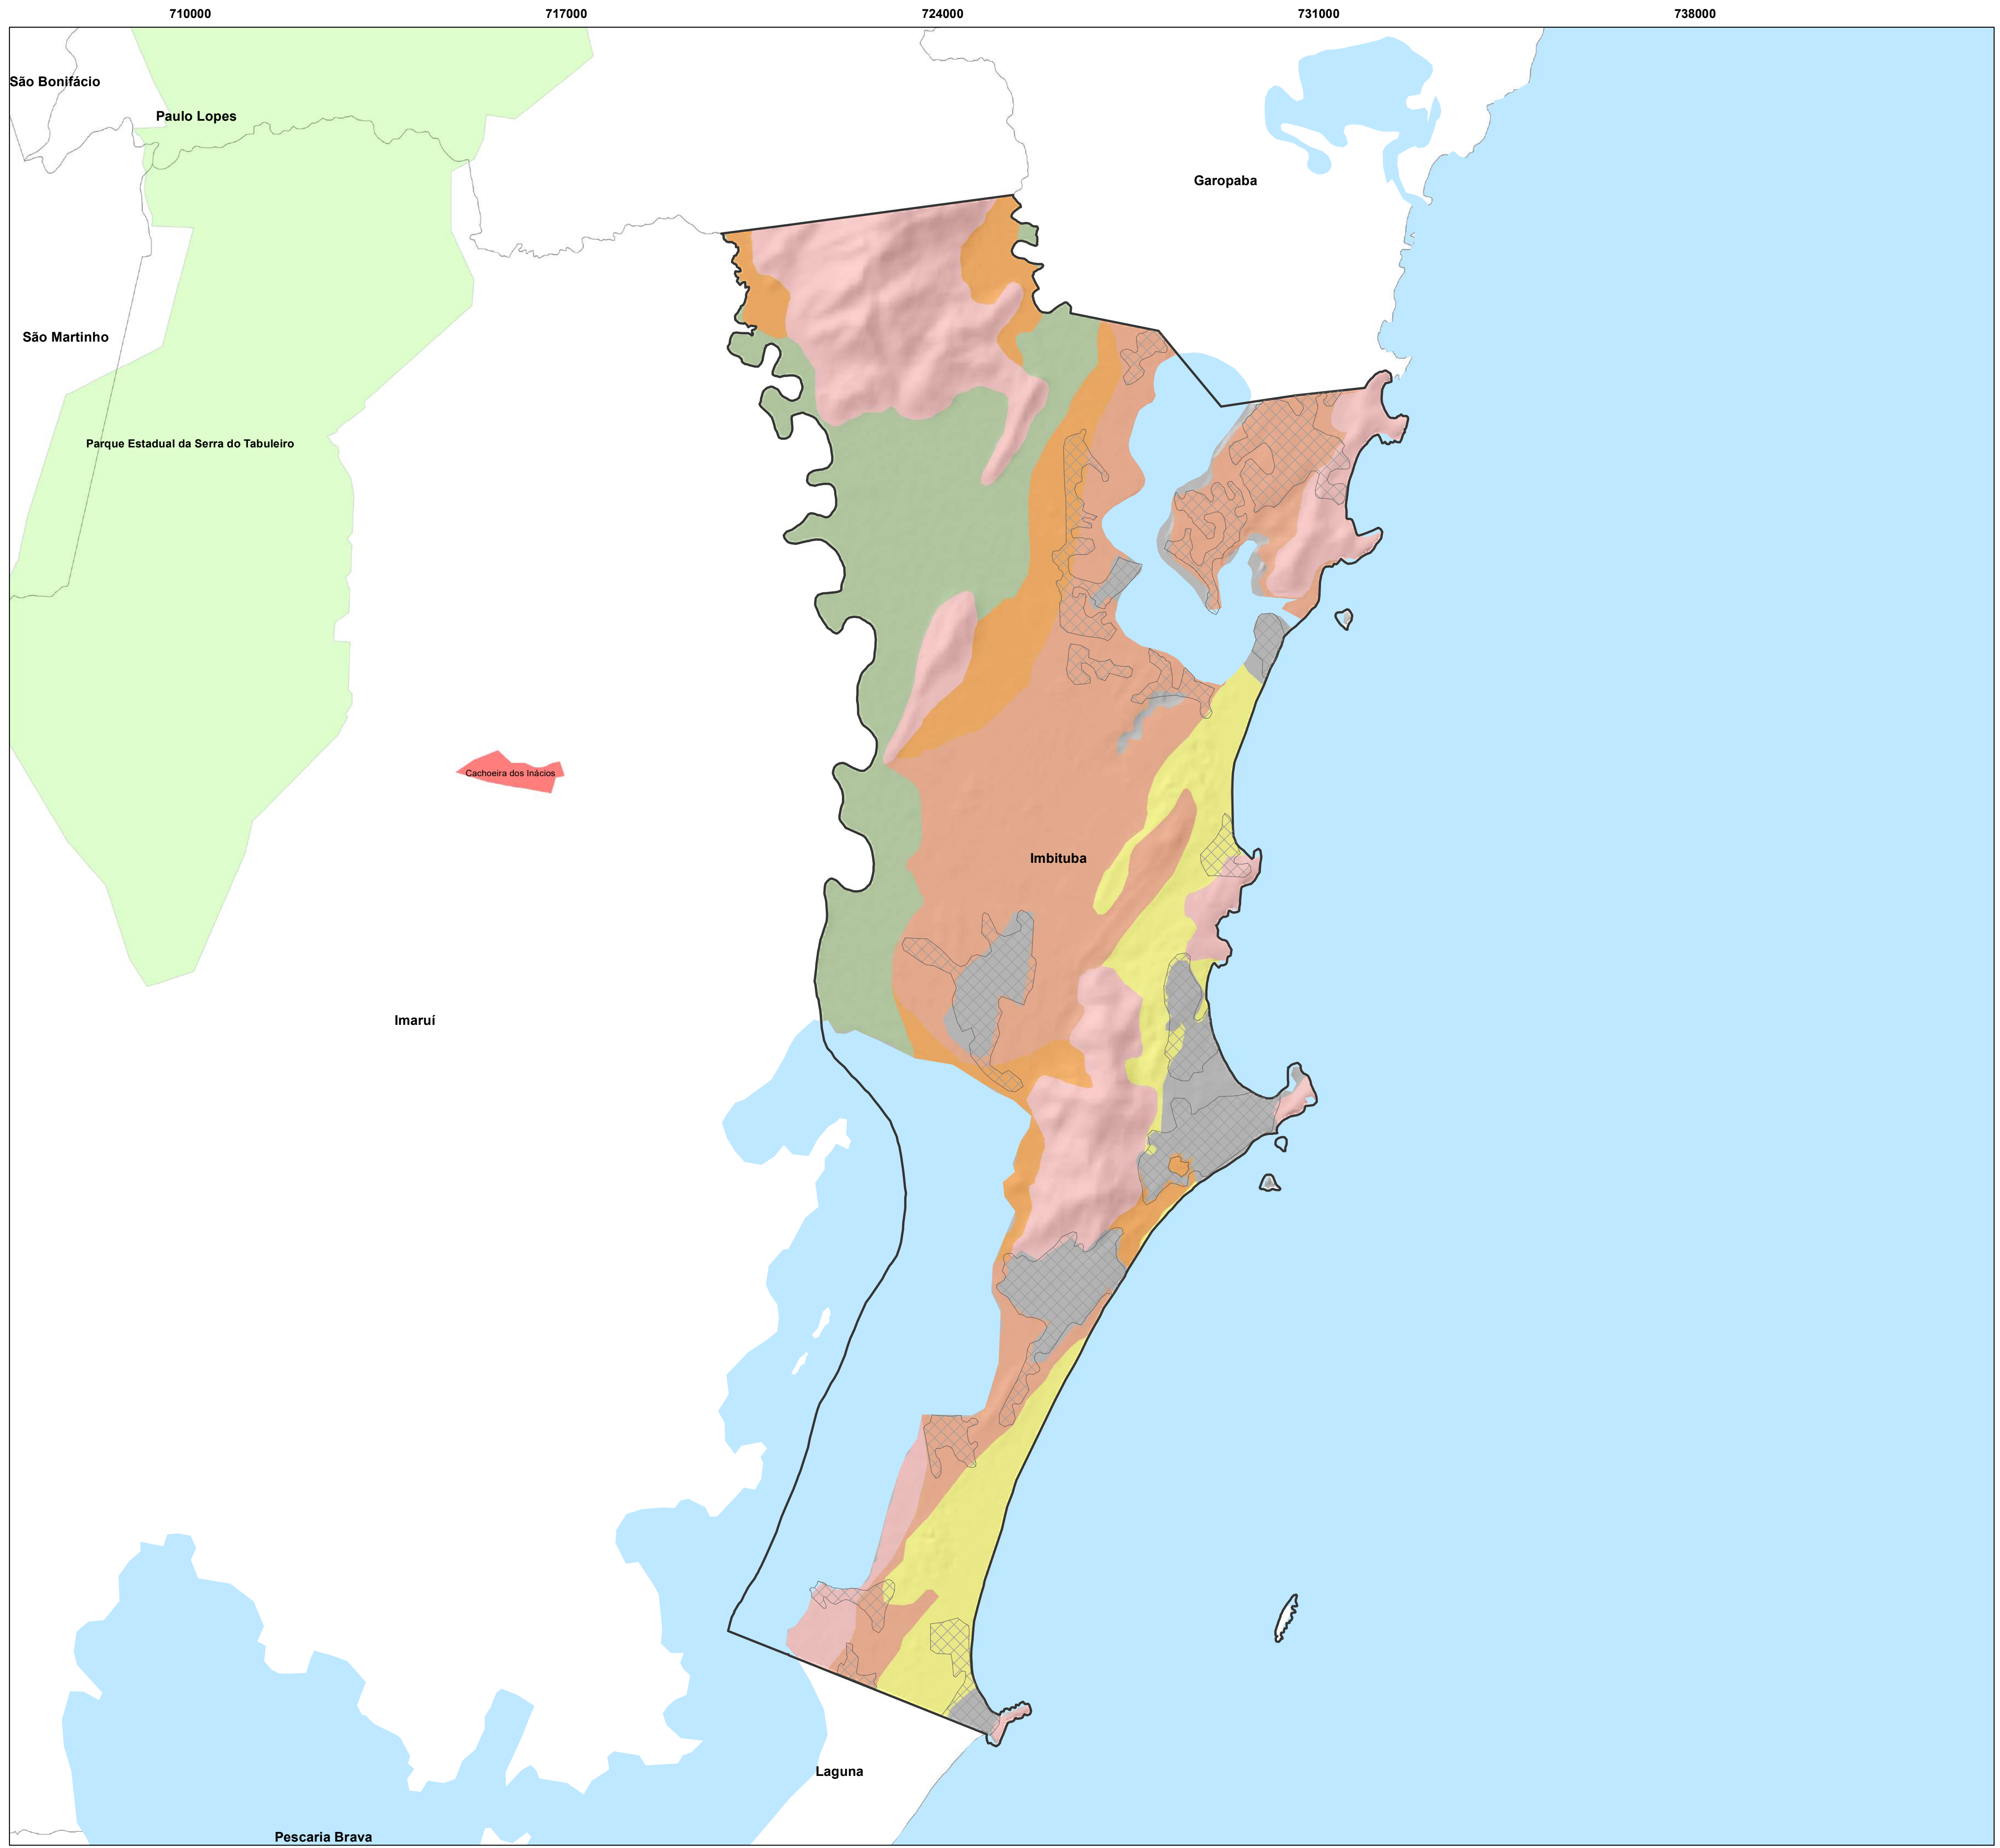 710000
717000
724000
731000
738000
São Bonifácio
Paulo Lopes
Garopaba
São Martinho
Parque Estadual da Serra do Tabuleiro
Cachoeira dos Inácios
Imbituba
Imaruí
Laguna
Pescaria Brava